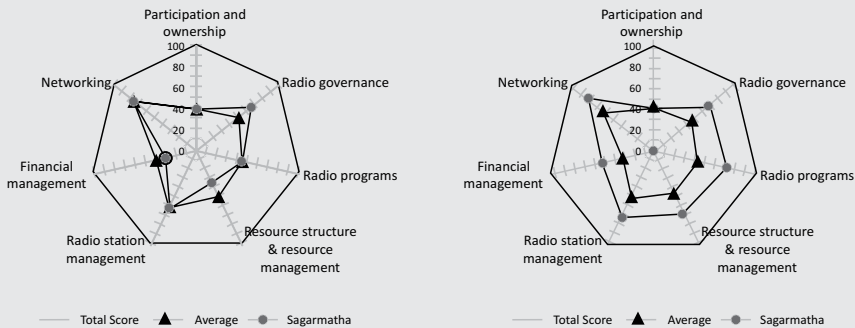 Participation and
ownership
100
80
60
40
20
0
Networking
Radio governance
Financial
management
Radio programs
Radio station
management
Resource structure
& resource
management
Total Score
Average
Sagarmatha
Participation and
ownership
100
80
60
40
20
0
Networking
Radio governance
Financial
management
Radio programs
Radio station
management
Resource structure
& resource
management
Total Score
Average
Sagarmatha